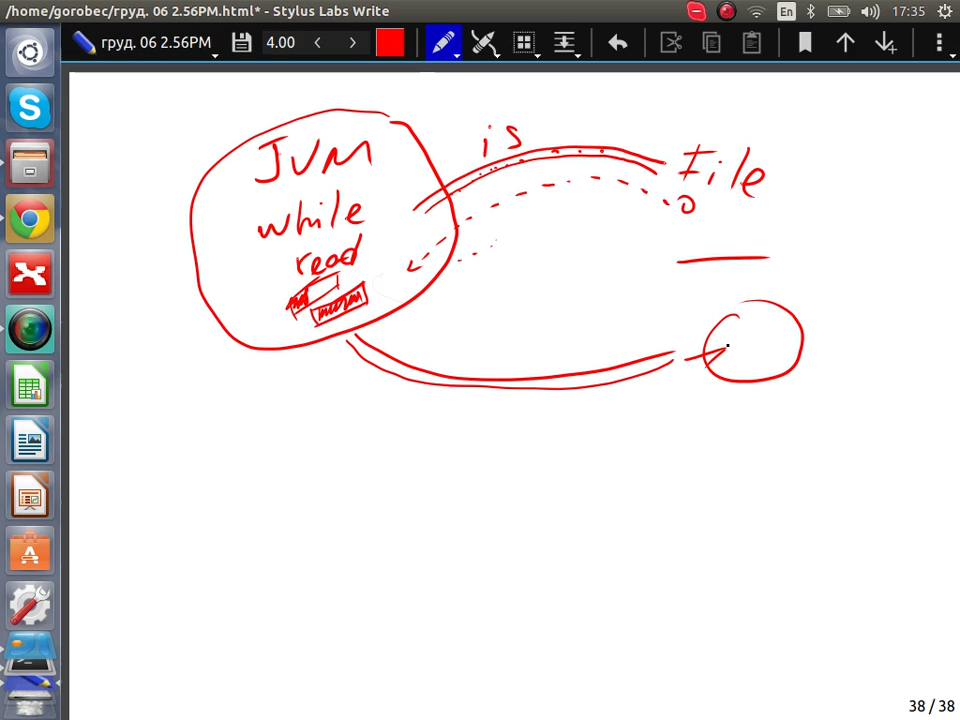 /home/gorobec/груд. 06 2.56PM.html* - Stylus Labs Write
En
17:35
груд. 06 2.56PM
4.00
JVM
is
File
while
read
38 / 38